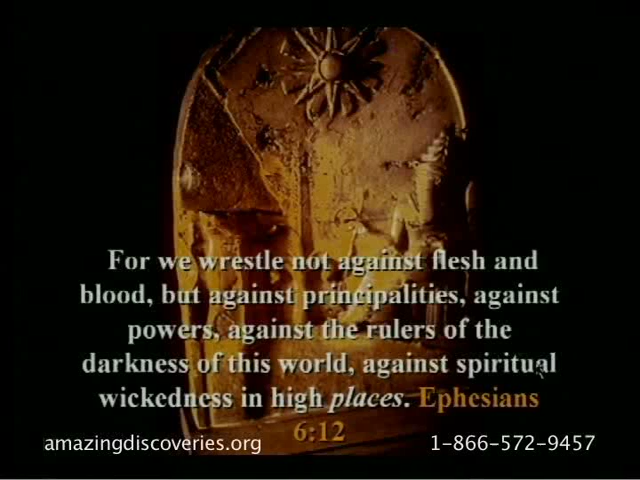 For we wrestle not against flesh and
blood, but against principalities, against
powers, against the rulers of the
darkness of this world, against spiritual
wickedness in high places. Ephesians
6:12
amazingdiscoveries.org
1-866-572-9457